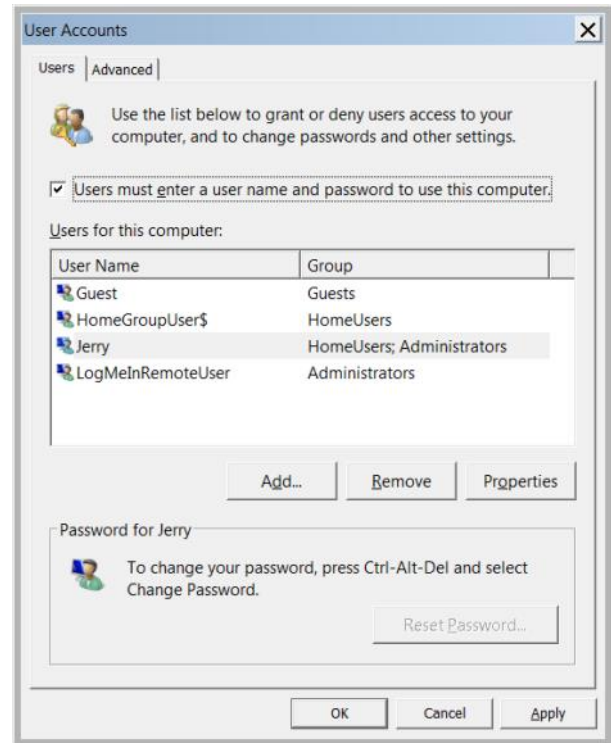 User Accounts
Users Advanced
Use the list below to grant or deny users access to your
computer, and to change passwords and other settings.
Users must enter a user name and password to use this computer.
Users for this computer:
User Name Group
Guest Guests
HomeGroupUser$ HomeUsers
Jerry HomeUsers; Administrators
LogMeInRemoteUser Administrators
Add... Remove Properties
Password for Jerry
To change your password, press Ctrl-Alt-Del and select
Change Password.
Reset Password...
OK Cancel Apply